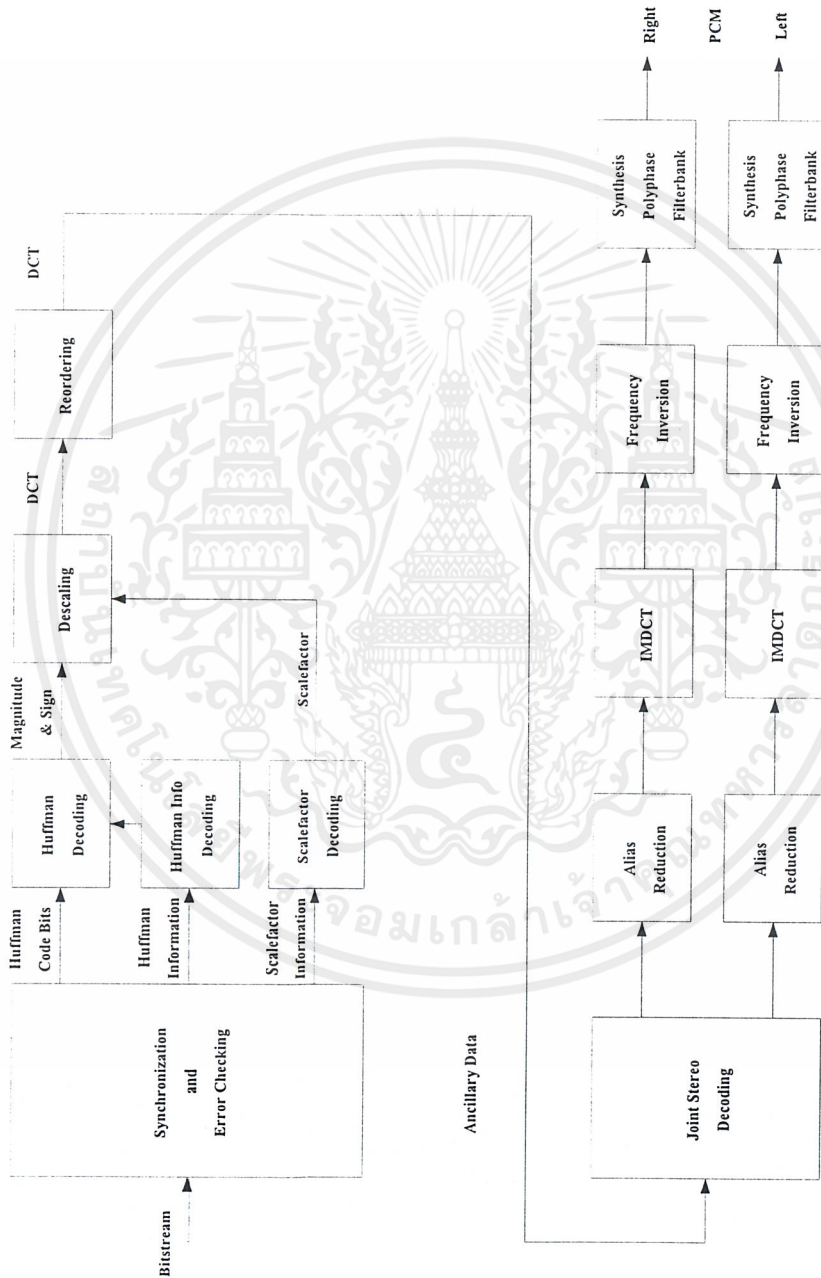 Bitstream
Synchronization
and
Error Checking
Huffman
Code Bits
Huffman
Information
Scalefactor
Information
Huffman
Decoding
Huffman Info
Decoding
Scalefactor
Decoding
Magnitude
& Sign
Scalefactor
Descaling
DCT
Reordering
DCT
Ancillary Data
Joint Stereo
Decoding
Alias
Reduction
IMDCT
Frequency
Inversion
Synthesis
Polyphase
Filterbank
Right
PCM
Alias
Reduction
IMDCT
Frequency
Inversion
Synthesis
Polyphase
Filterbank
Left